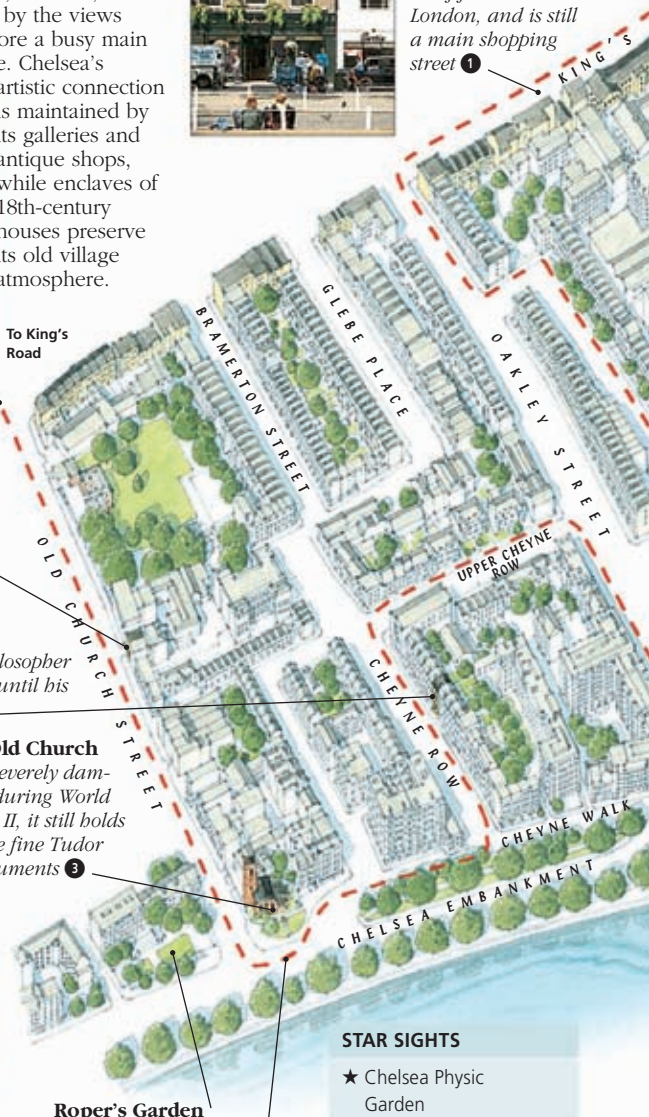 by the views
ore a busy main
e. Chelsea's
artistic connection
is maintained by
its galleries and
antique shops,
while enclaves of
18th-century
houses preserve
its old village
atmosphere.
London, and is still
a main shopping
street 1
KING'S
To King's
Road
BRAMERTON STREET
GLEBE PLACE
OAKLEY STREET
OLD CHURCH STREET
UPPER CHEYNE
ROW
CHEYNE ROW
losopher
until his
Old Church
everely dam-
during World
II, it still holds
e fine Tudor
uments 3
CHEYNE WALK
CHELSEA EMBANKMENT
Roper's Garden
STAR SIGHTS
★ Chelsea Physic
Garden